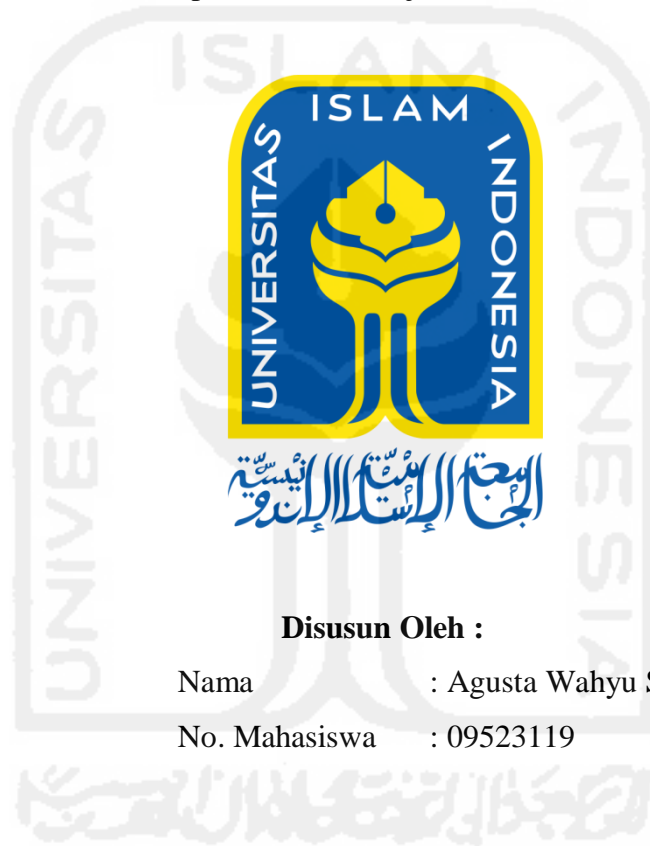 ISLAM
UNIVERSITAS
INDONESIA
الجامعة الإسلامية الإندونيسية
Disusun Oleh :
Nama : Agusta Wahyu S
No. Mahasiswa : 09523119